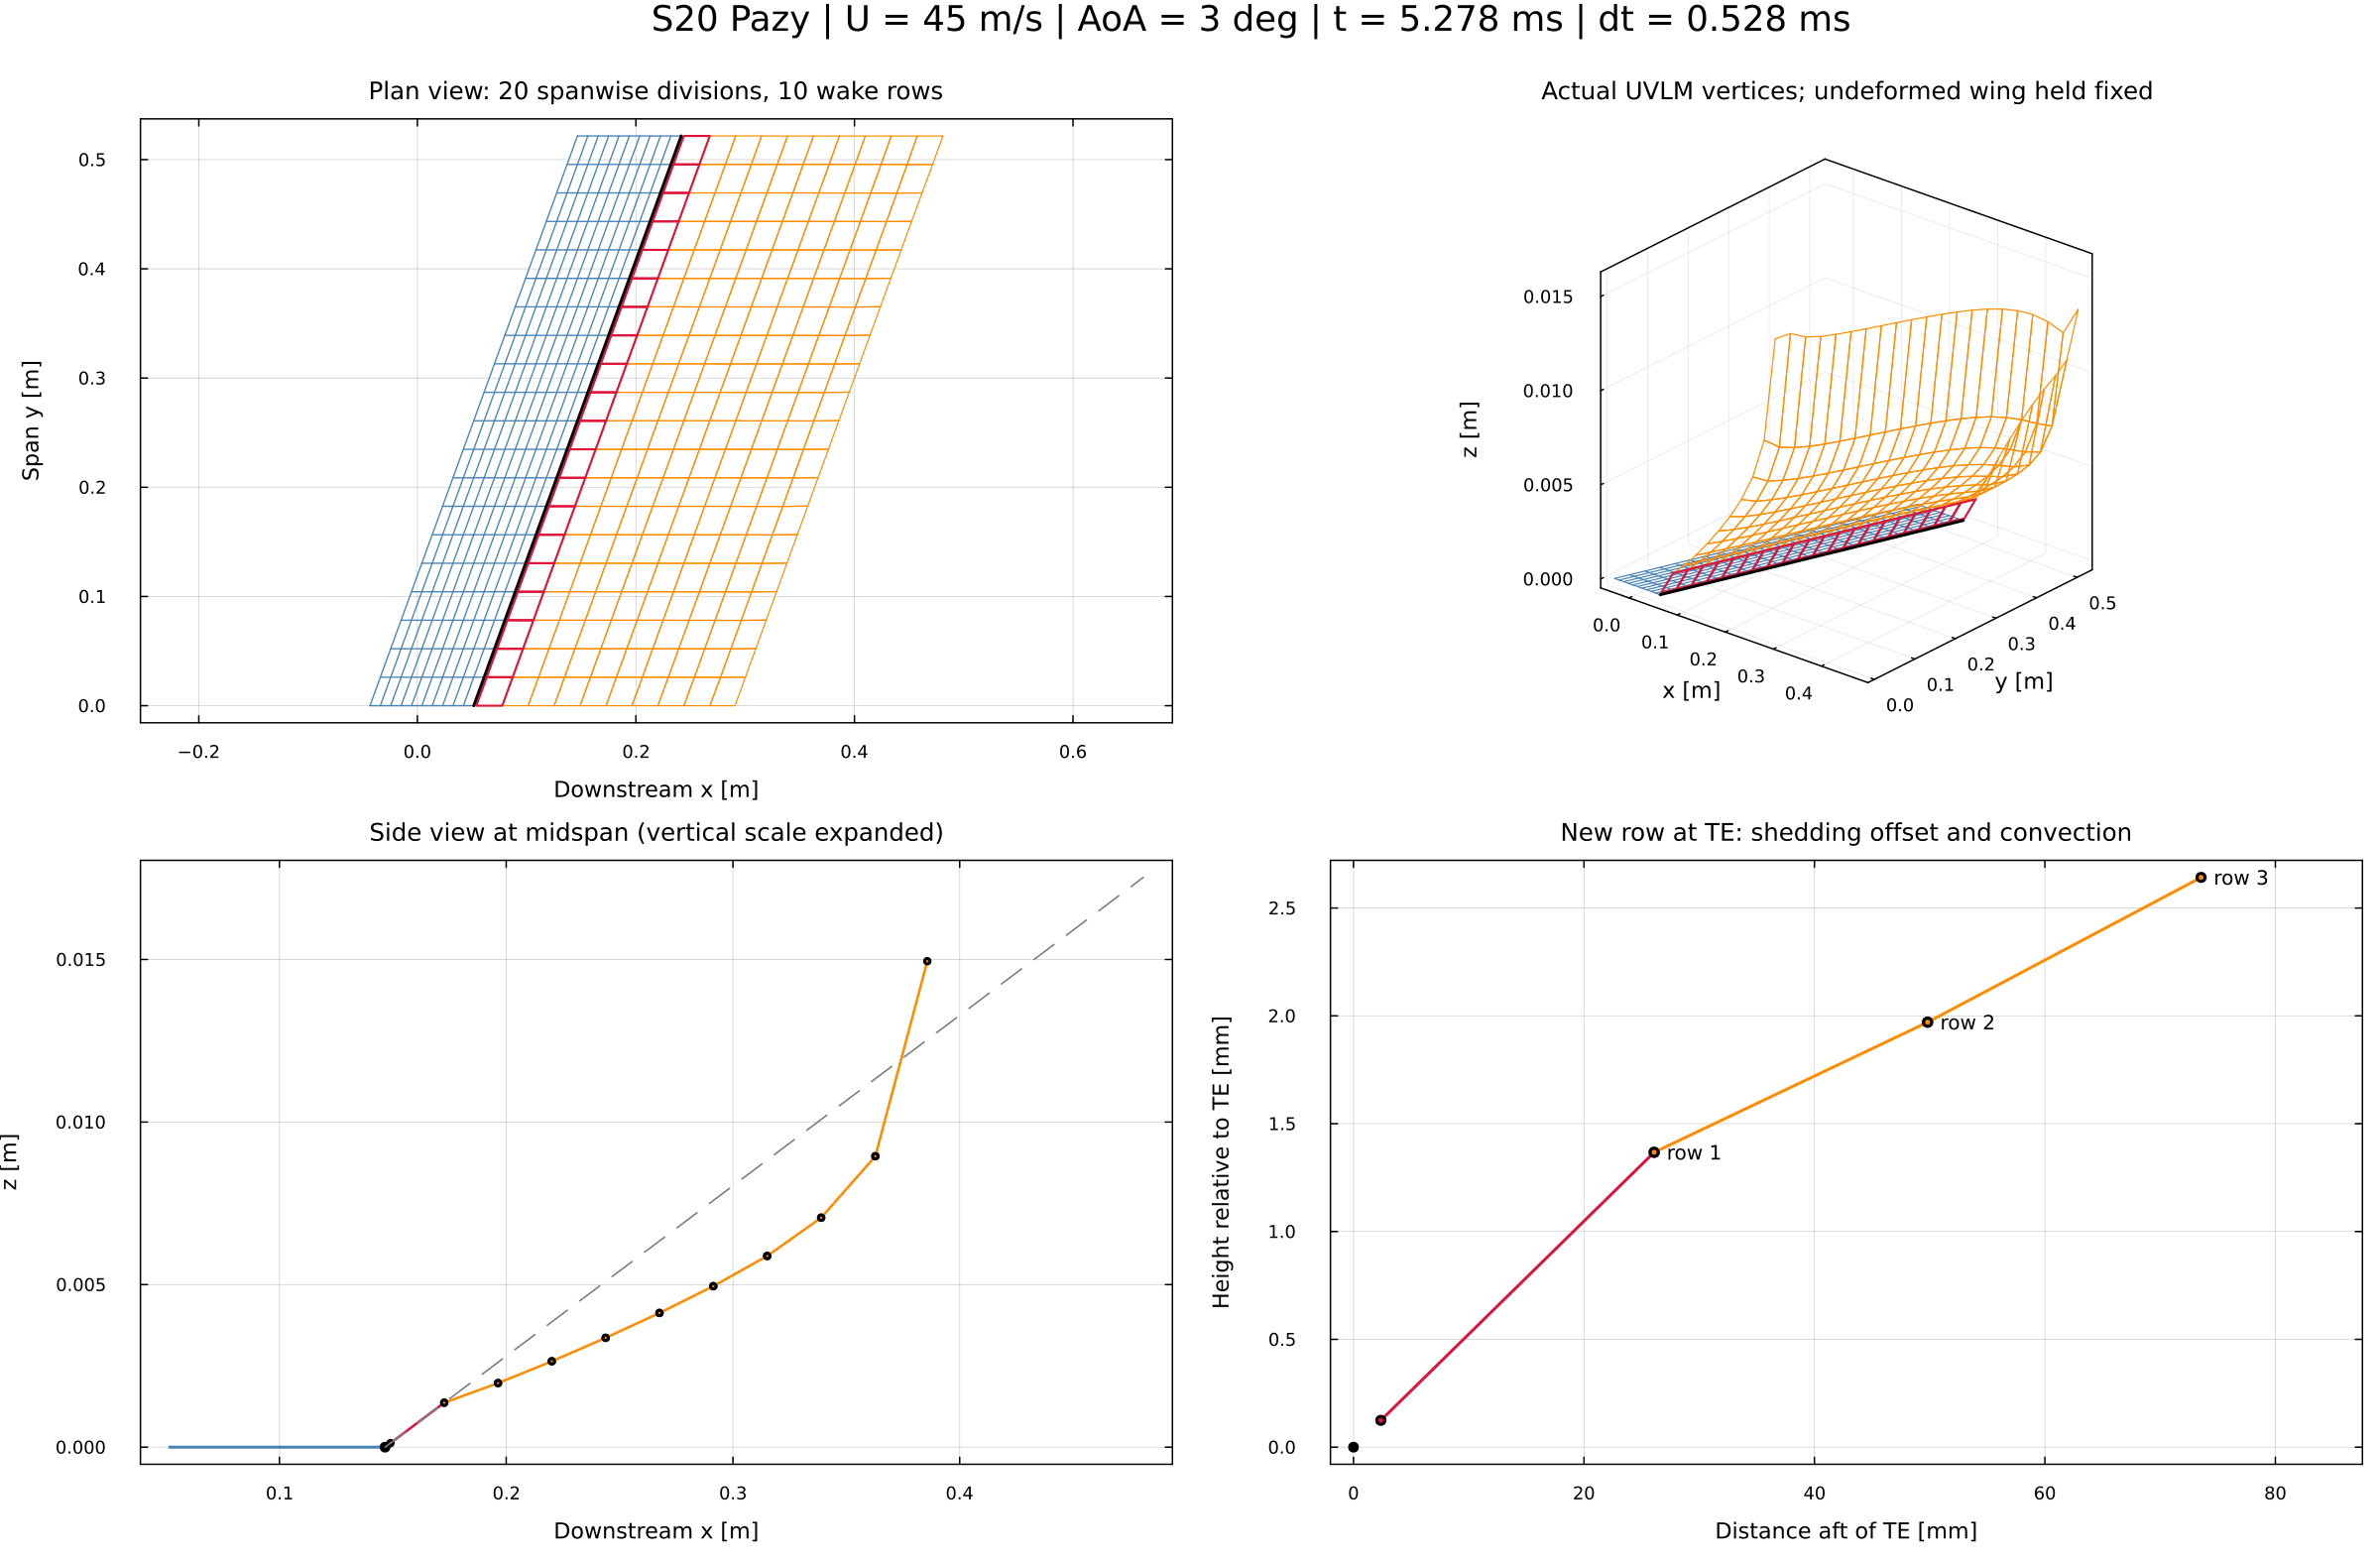 S20 Pazy | U = 45 m/s | AoA = 3 deg | t = 5.278 ms | dt = 0.528 ms
Plan view: 20 spanwise divisions, 10 wake rows
Span y [m]
0.5
0.4
0.3
0.2
0.1
0.0
−0.2
0.0
0.2
0.4
0.6
Downstream x [m]
Actual UVLM vertices; undeformed wing held fixed
z [m]
0.015
0.010
0.005
0.000
0.0
0.1
0.2
0.3
0.4
x [m]
0.0
0.1
0.2
0.3
0.4
0.5
y [m]
Side view at midspan (vertical scale expanded)
z [m]
0.015
0.010
0.005
0.000
0.1
0.2
0.3
0.4
Downstream x [m]
New row at TE: shedding offset and convection
Height relative to TE [mm]
2.5
2.0
1.5
1.0
0.5
0.0
row 3
row 2
row 1
0
20
40
60
80
Distance aft of TE [mm]